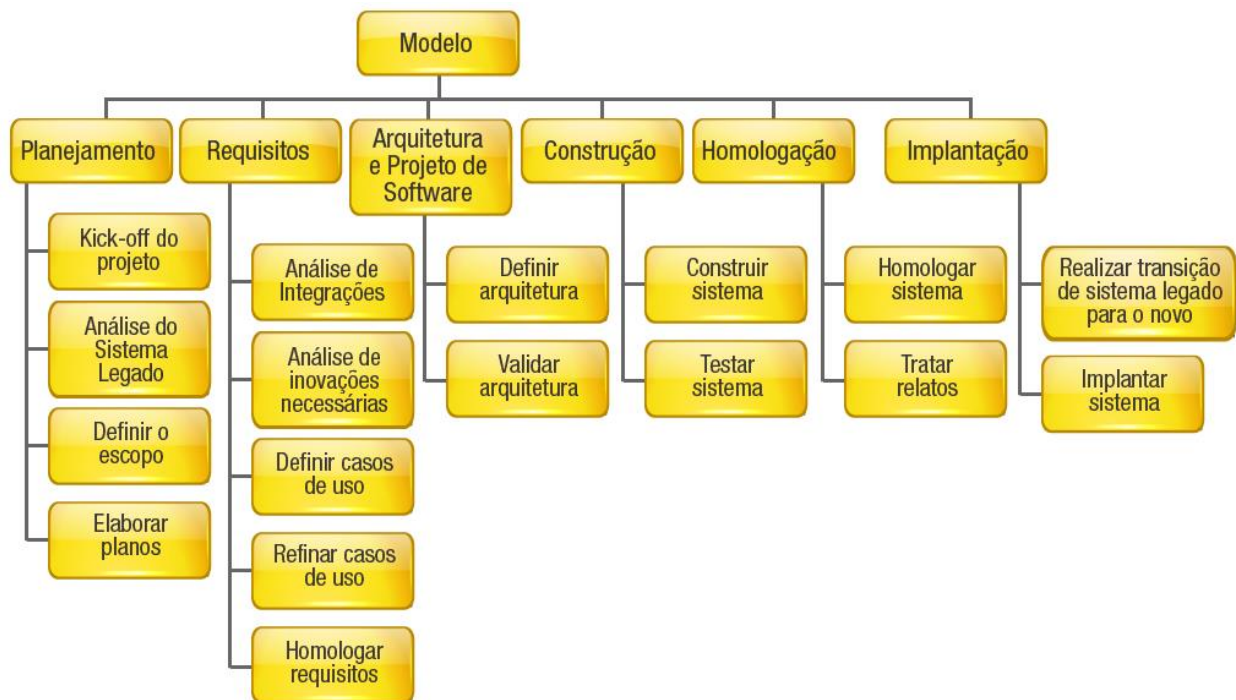 Modelo
Planejamento
Requisitos
Arquitetura
e Projeto de
Software
Construção
Homologação
Implantação
Kick-off do
projeto
Análise do
Sistema
Legado
Definir o
escopo
Elaborar
planos
Análise de
Integrações
Análise de
inovações
necessárias
Definir casos
de uso
Refinar casos
de uso
Homologar
requisitos
Definir
arquitetura
Validar
arquitetura
Construir
sistema
Testar
sistema
Homologar
sistema
Tratar
relatos
Realizar transição
de sistema legado
para o novo
Implantar
sistema